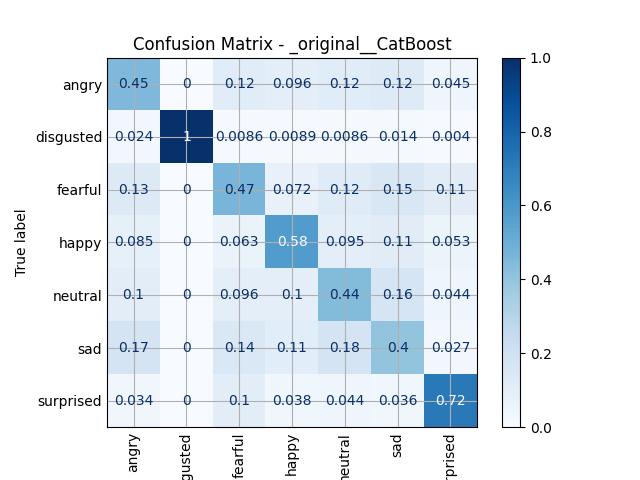 Confusion Matrix - _original__CatBoost
angry 0.45 0 0.12 0.096 0.12 0.12 0.045
disgusted 0.024 1 0.0086 0.0089 0.0086 0.014 0.004
fearful 0.13 0 0.47 0.072 0.12 0.15 0.11
happy 0.085 0 0.063 0.58 0.095 0.11 0.053
neutral 0.1 0 0.096 0.1 0.44 0.16 0.044
sad 0.17 0 0.14 0.11 0.18 0.4 0.027
surprised 0.034 0 0.1 0.038 0.044 0.036 0.72
True label
angry gusted fearful happy neutral sad prised
1.0
0.8
0.6
0.4
0.2
0.0